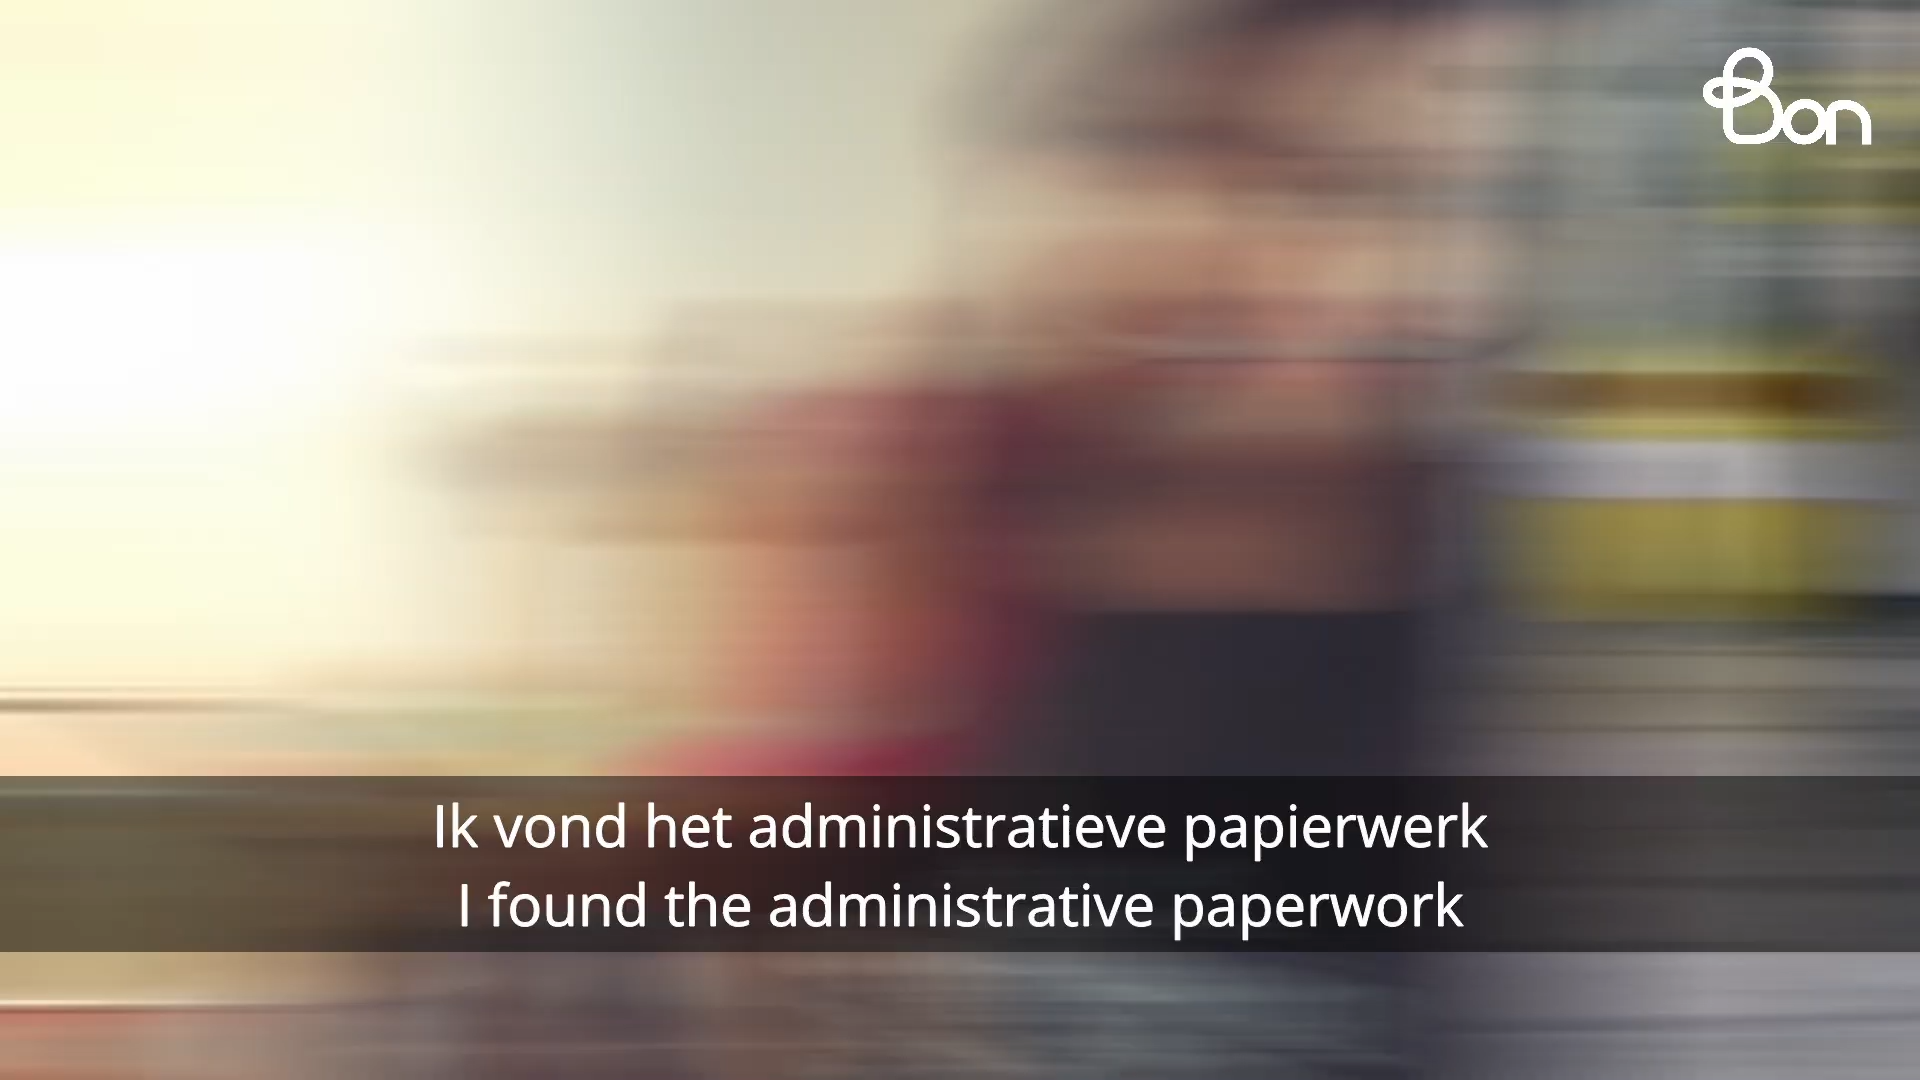 Bon
Ik vond het administratieve papierwerk
I found the administrative paperwork